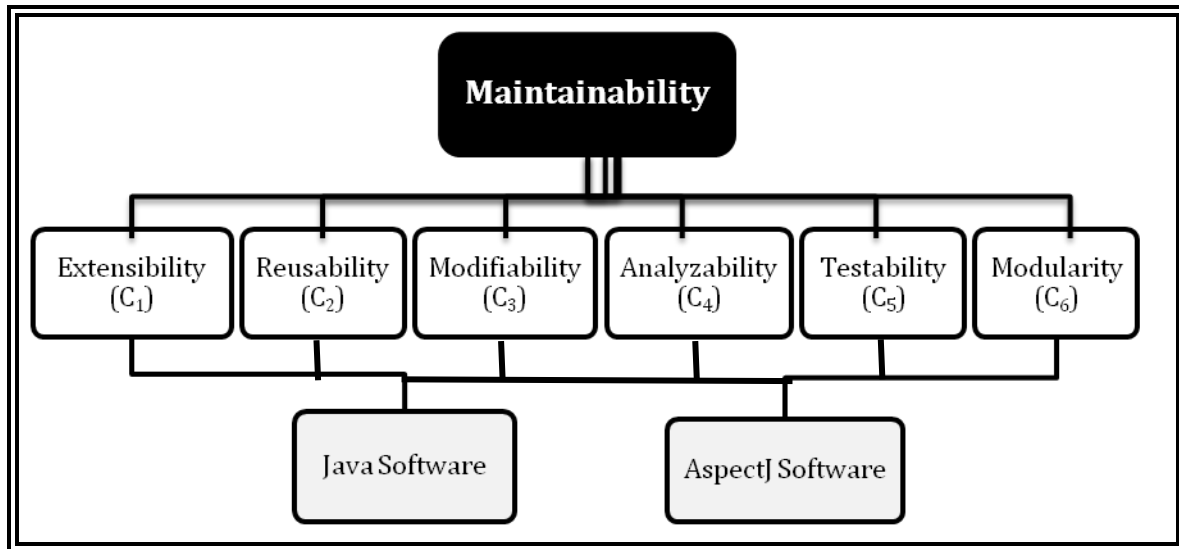 Maintainability
Extensibility
(C₁)
Reusability
(C₂)
Modifiability
(C₃)
Analyzability
(C₄)
Testability
(C₅)
Modularity
(C₆)
Java Software
AspectJ Software